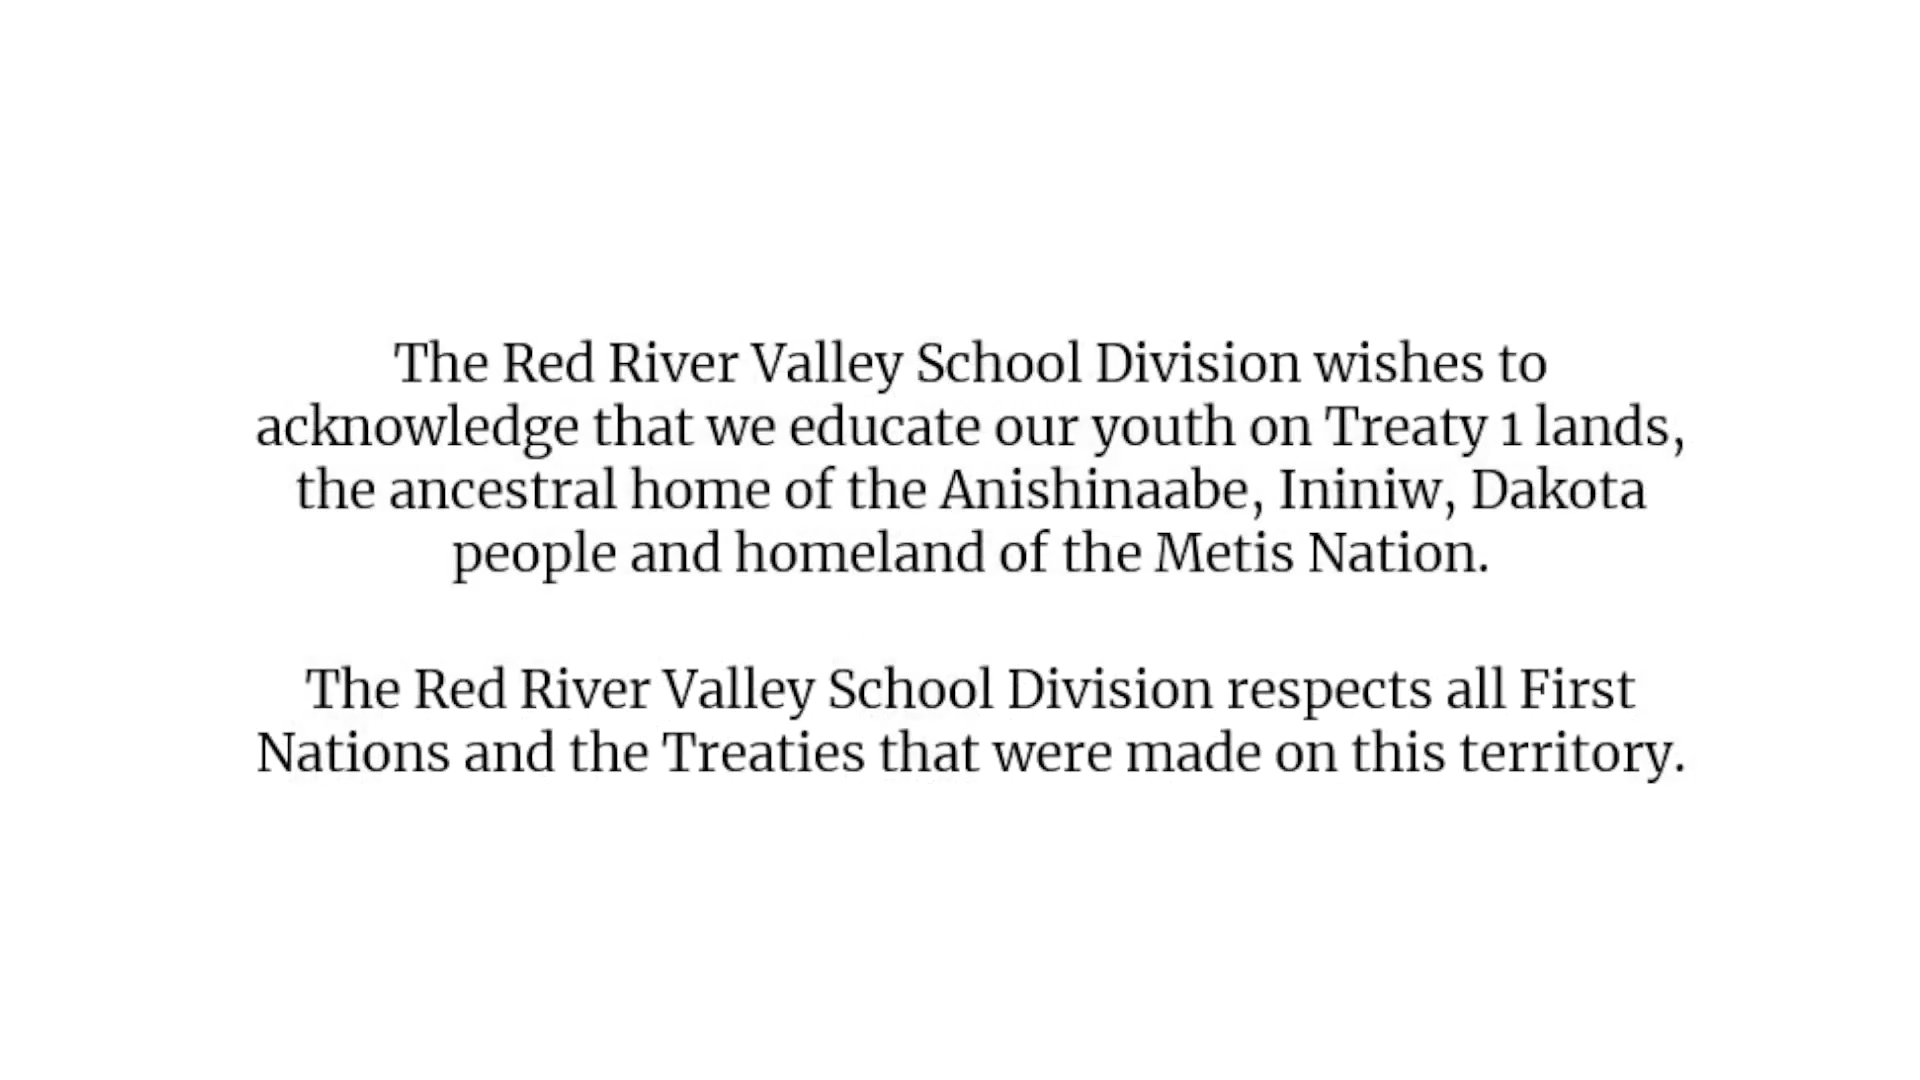 The Red River Valley School Division wishes to
acknowledge that we educate our youth on Treaty 1 lands,
the ancestral home of the Anishinaabe, Ininiw, Dakota
people and homeland of the Metis Nation.
The Red River Valley School Division respects all First
Nations and the Treaties that were made on this territory.